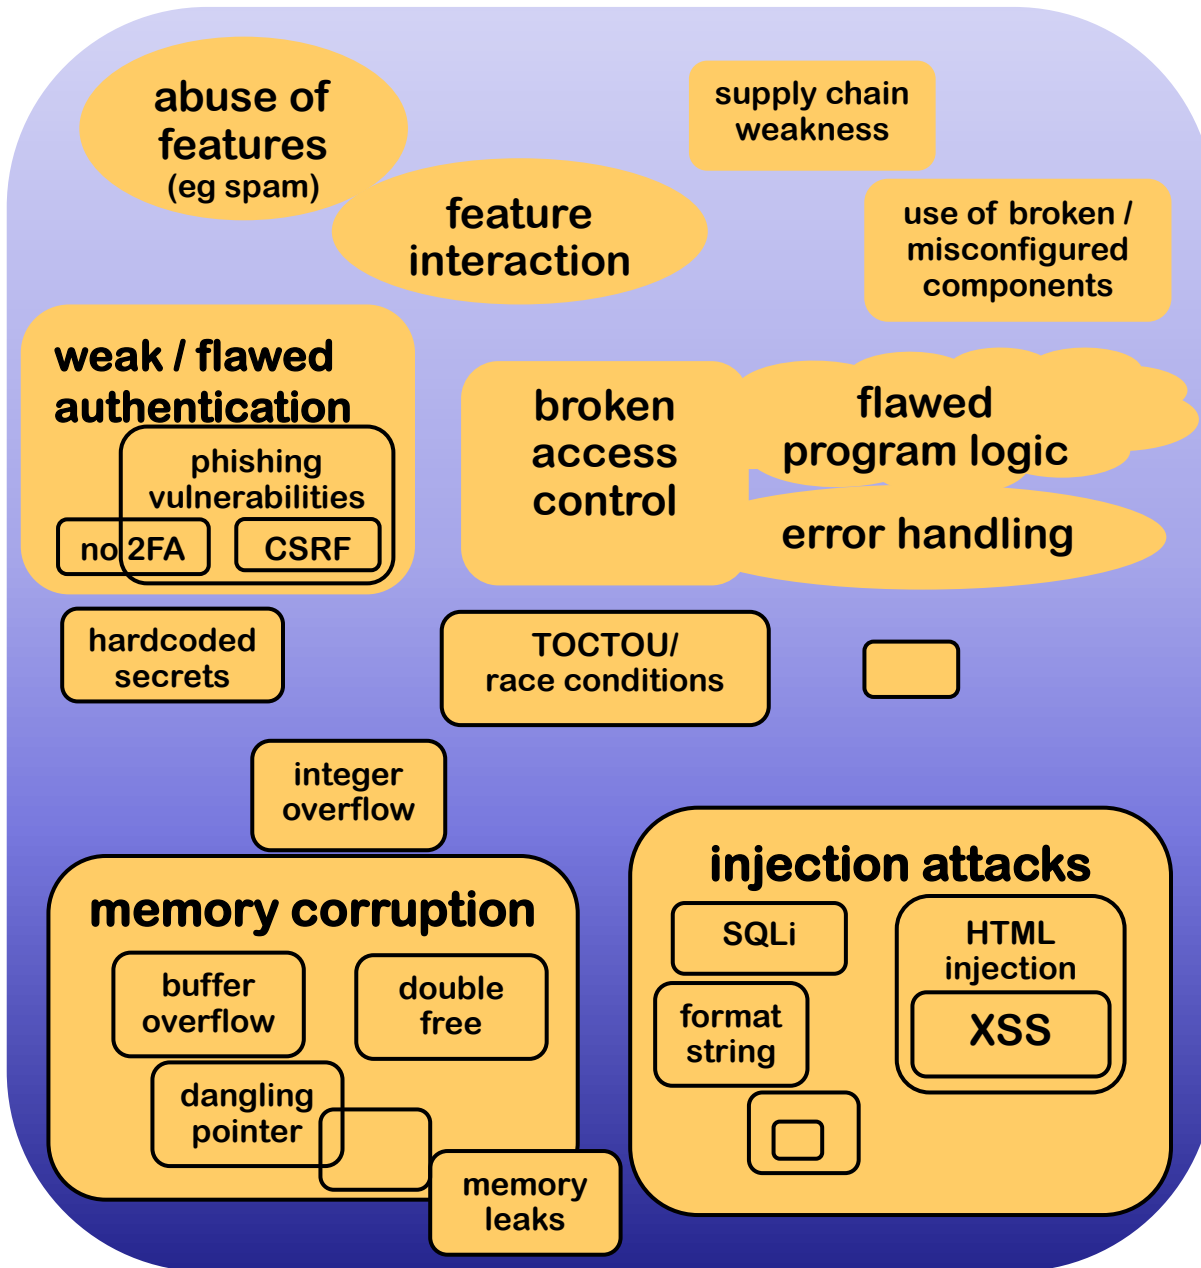 abuse of
features
(eg spam)
supply chain
weakness
feature
interaction
use of broken /
misconfigured
components
weak / flawed
authentication
phishing
vulnerabilities
no 2FA
CSRF
broken
access
control
flawed
program logic
error handling
hardcoded
secrets
TOCTOU/
race conditions
integer
overflow
memory corruption
buffer
overflow
double
free
dangling
pointer
memory
leaks
injection attacks
SQLi
HTML
injection
format
string
XSS